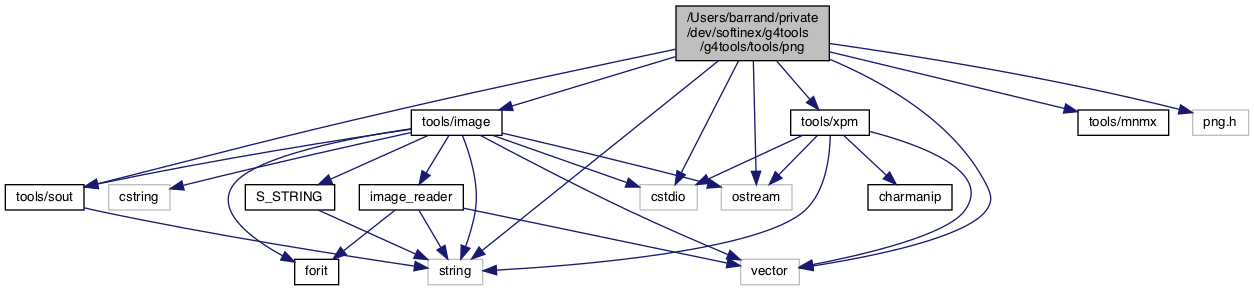 /Users/barrand/private
/dev/softinex/g4tools
/g4tools/tools/png
tools/image
tools/xpm
tools/mnmx
png.h
tools/sout
cstring
S_STRING
image_reader
cstdio
ostream
charmanip
forit
string
vector